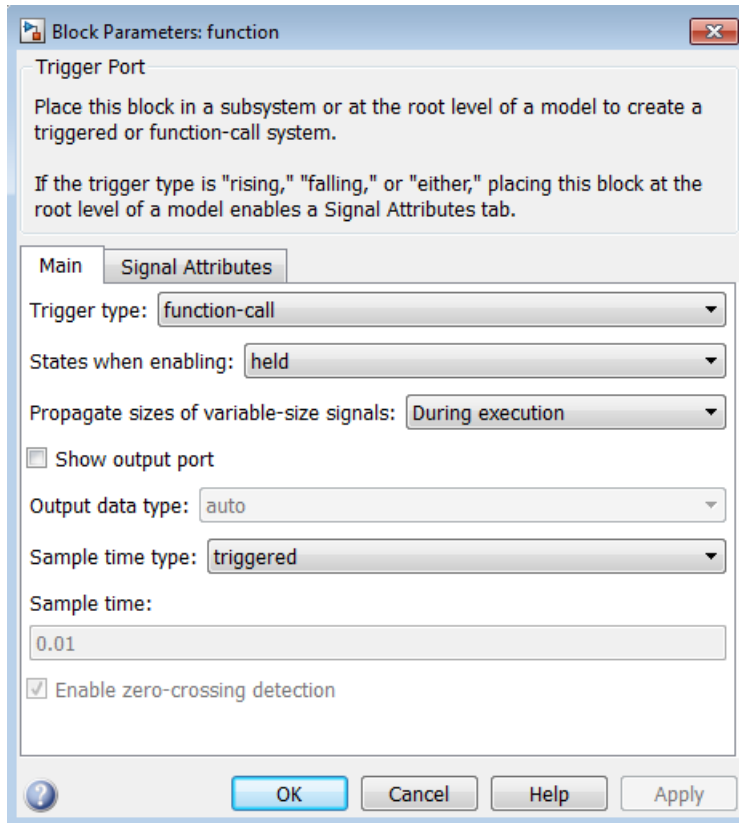 Block Parameters: function
Trigger Port
Place this block in a subsystem or at the root level of a model to create a
triggered or function-call system.
If the trigger type is "rising," "falling," or "either," placing this block at the
root level of a model enables a Signal Attributes tab.
Main Signal Attributes
Trigger type: function-call
States when enabling: held
Propagate sizes of variable-size signals: During execution
Show output port
Output data type: auto
Sample time type: triggered
Sample time:
0.01
Enable zero-crossing detection
? OK Cancel Help Apply